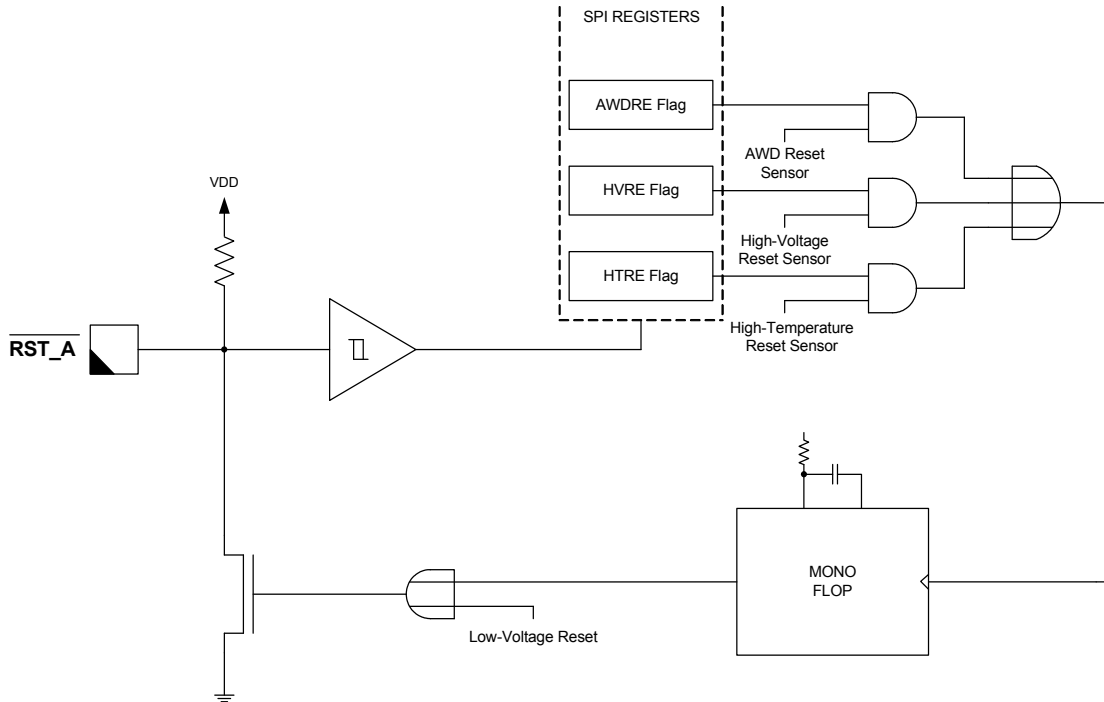 SPI REGISTERS
AWDRE Flag
AWD Reset
Sensor
HVRE Flag
High-Voltage
Reset Sensor
HTRE Flag
High-Temperature
Reset Sensor
VDD
RST_A
MONO
FLOP
Low-Voltage Reset